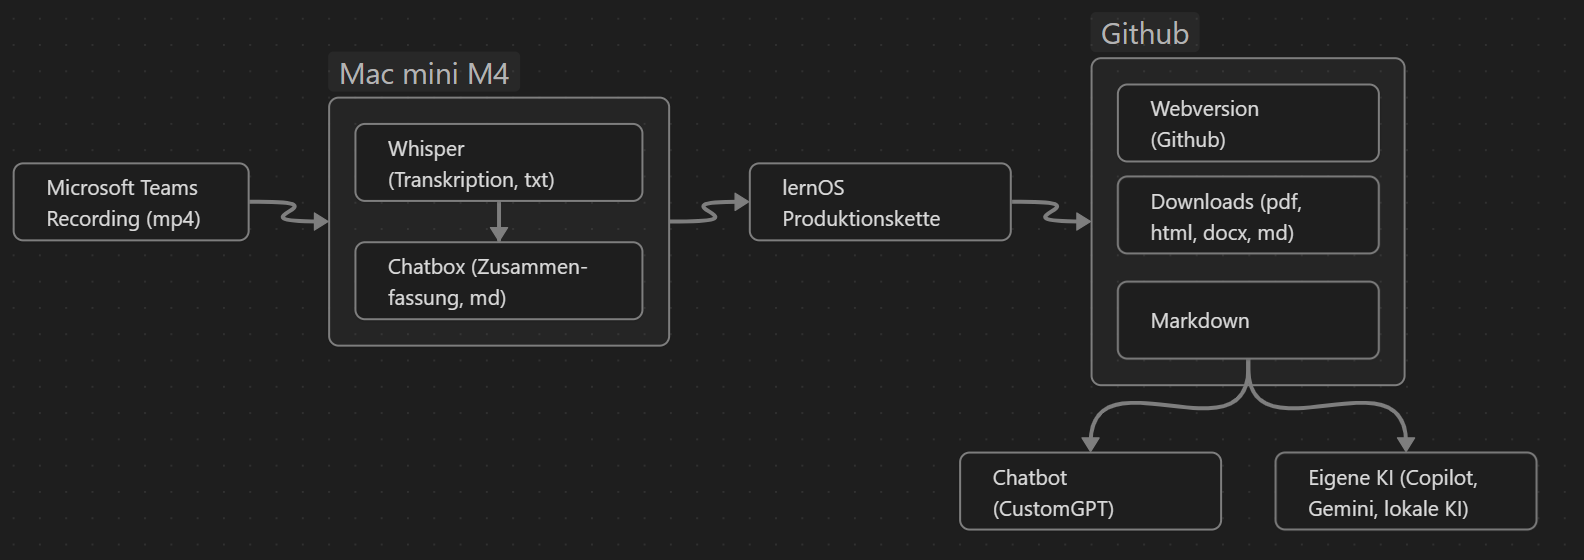 Microsoft Teams
Recording (mp4)
Mac mini M4
Whisper
(Transkription, txt)
Chatbox (Zusammen-
fassung, md)
lernOS
Produktionskette
Github
Webversion
(Github)
Downloads (pdf,
html, docx, md)
Markdown
Chatbot
(CustomGPT)
Eigene KI (Copilot,
Gemini, lokale KI)